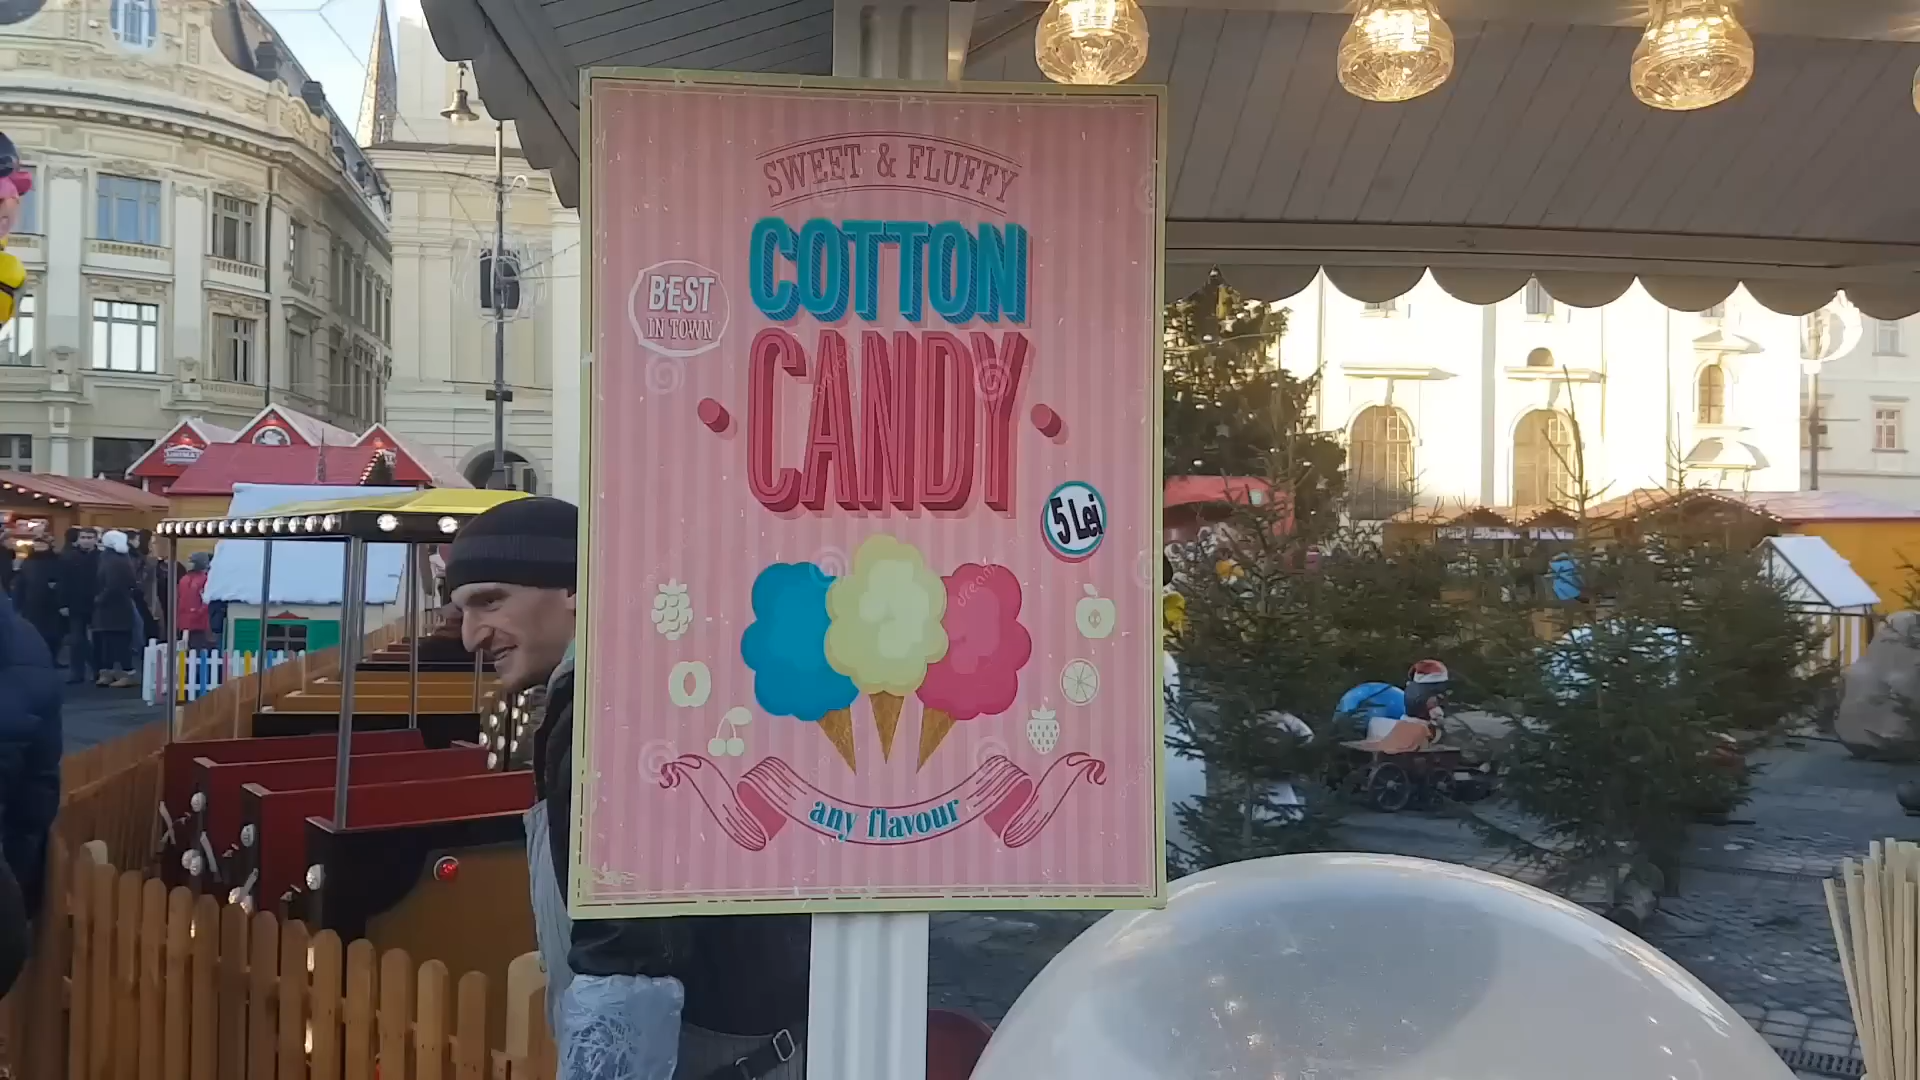 SWEET & FLUFFY
COTTON
BEST
IN TOWN
CANDY
5 Lei
any flavour